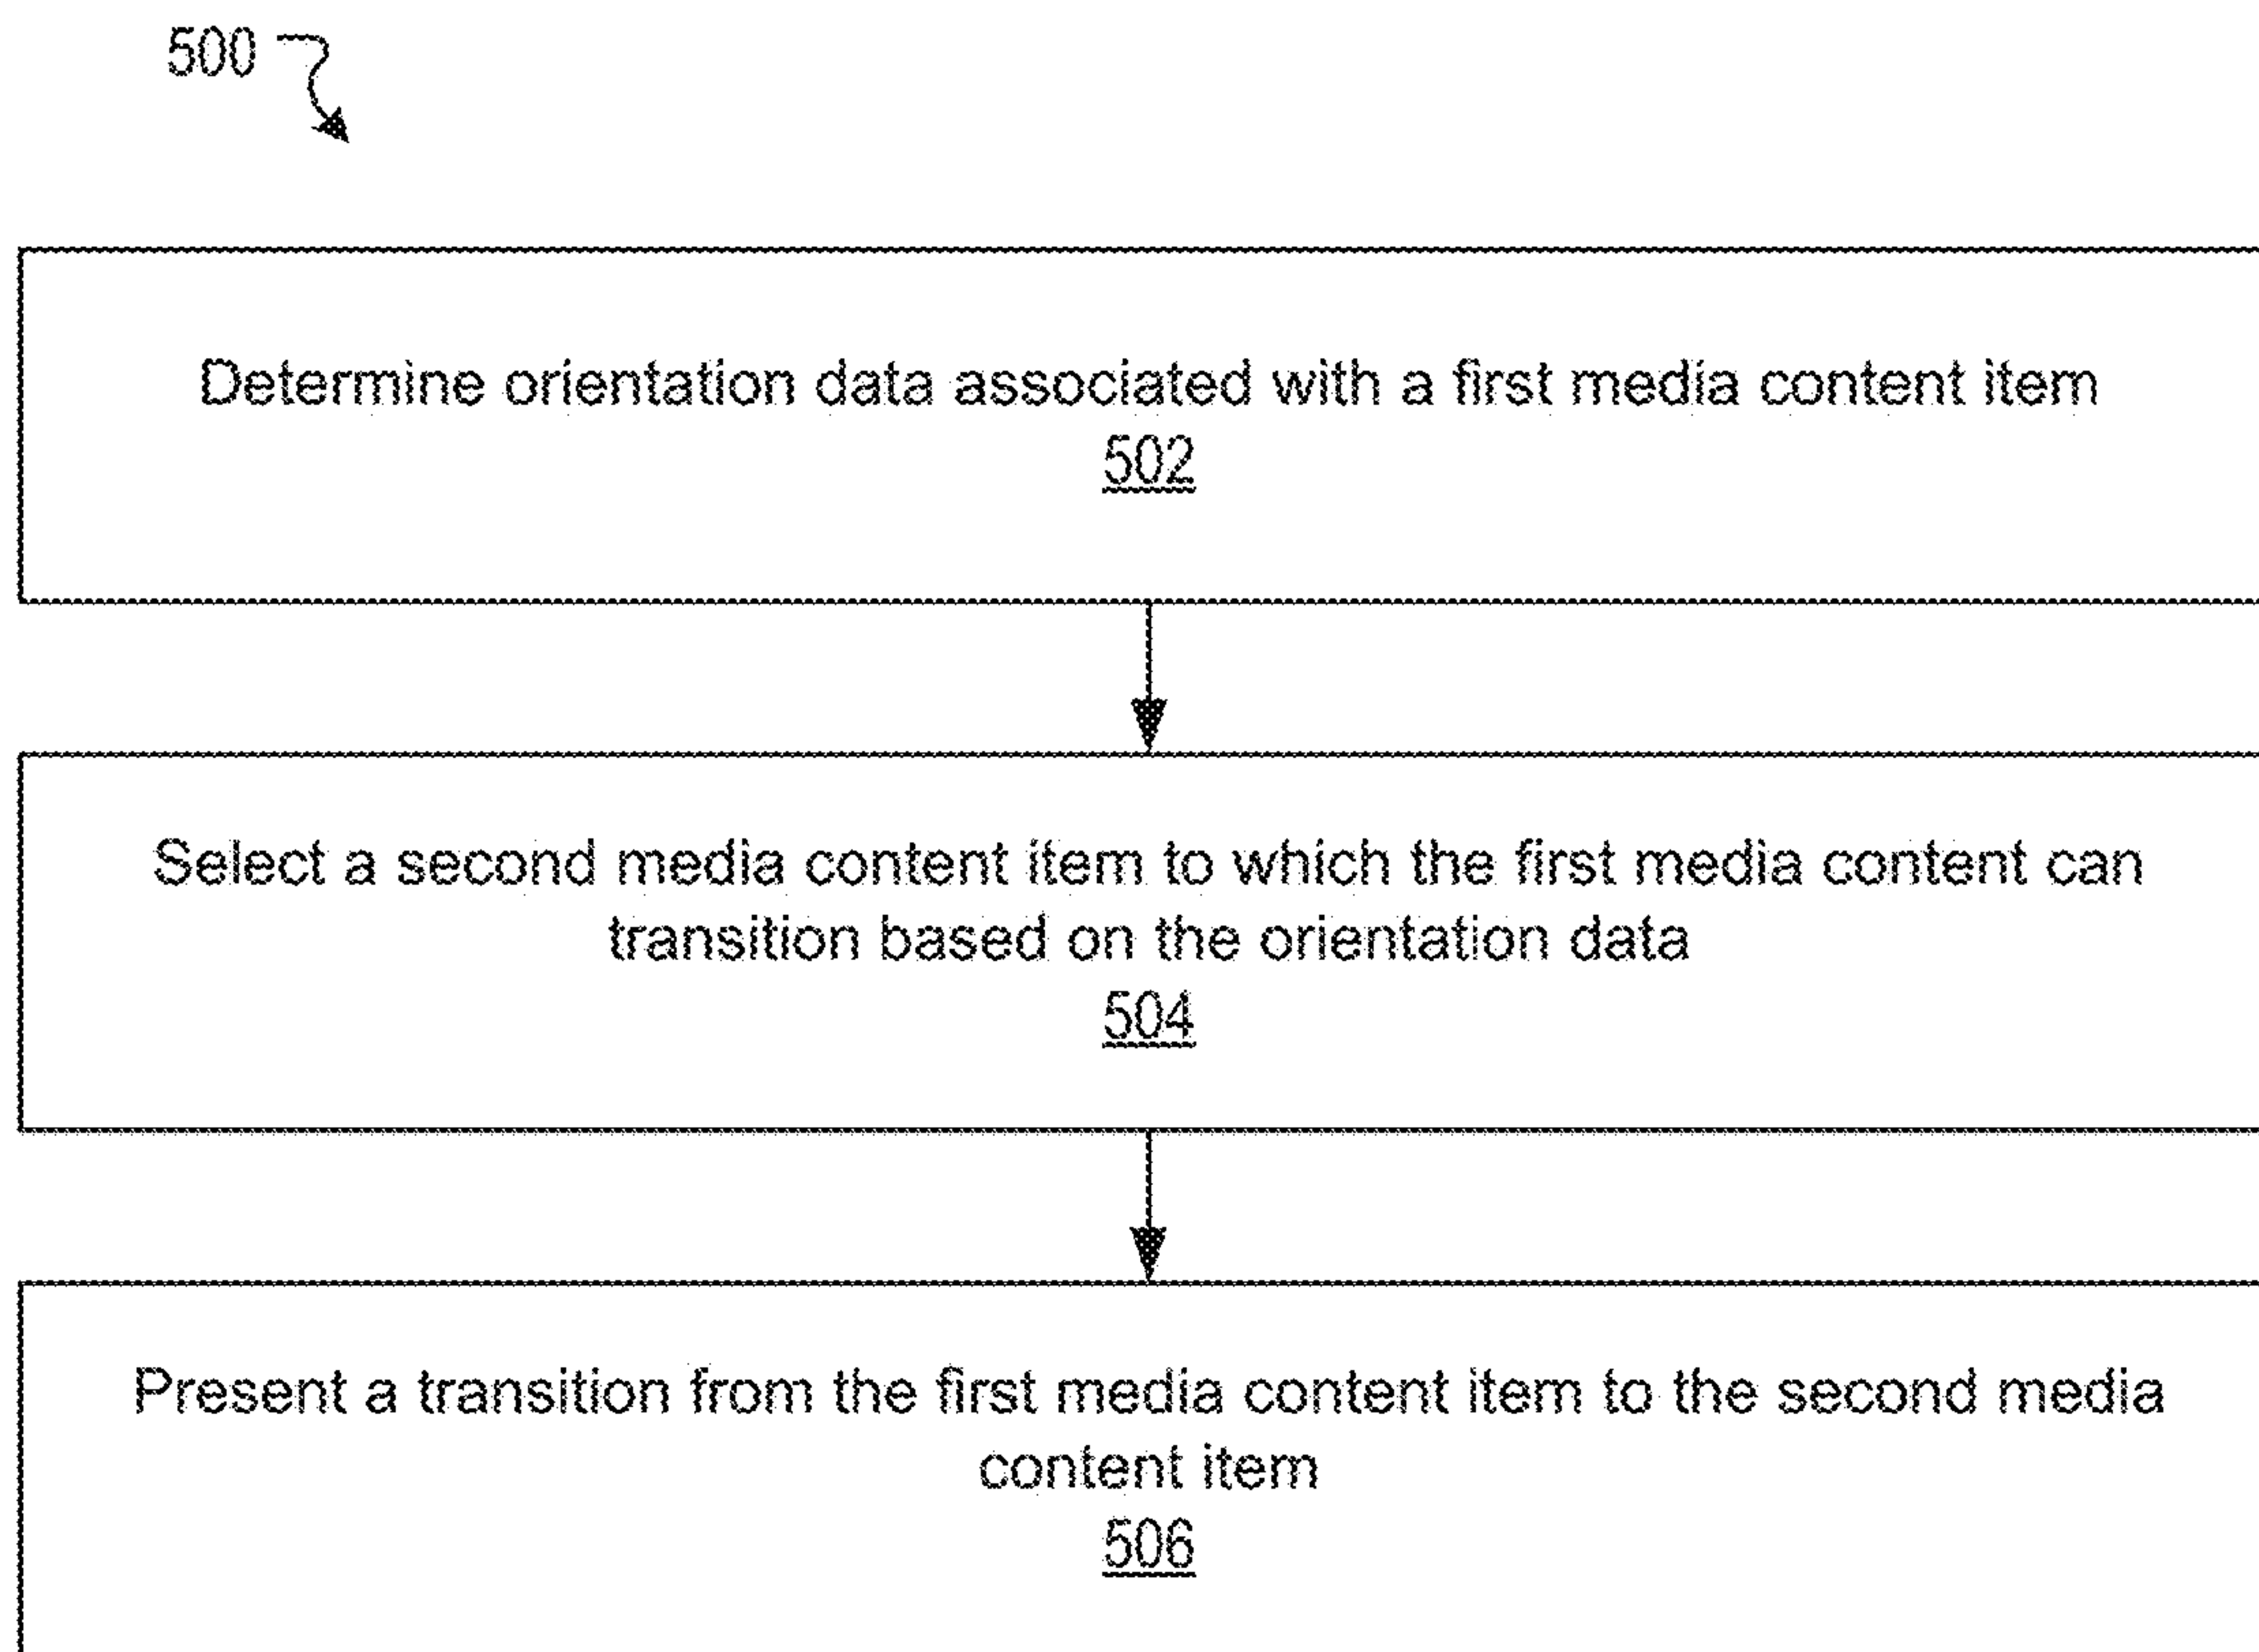 500
Determine orientation data associated with a first media content item
502
Select a second media content item to which the first media content can
transition based on the orientation data
504
Present a transition from the first media content item to the second media
content item
506